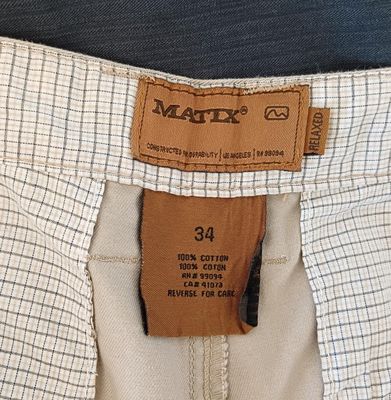 MATIX®
CONSTRUCTED FOR DURABILITY | LOS ANGELES | RN# 99094
RELAXED
34
100% COTTON
100% COTON
RN# 99094
CA# 41073
REVERSE FOR CARE